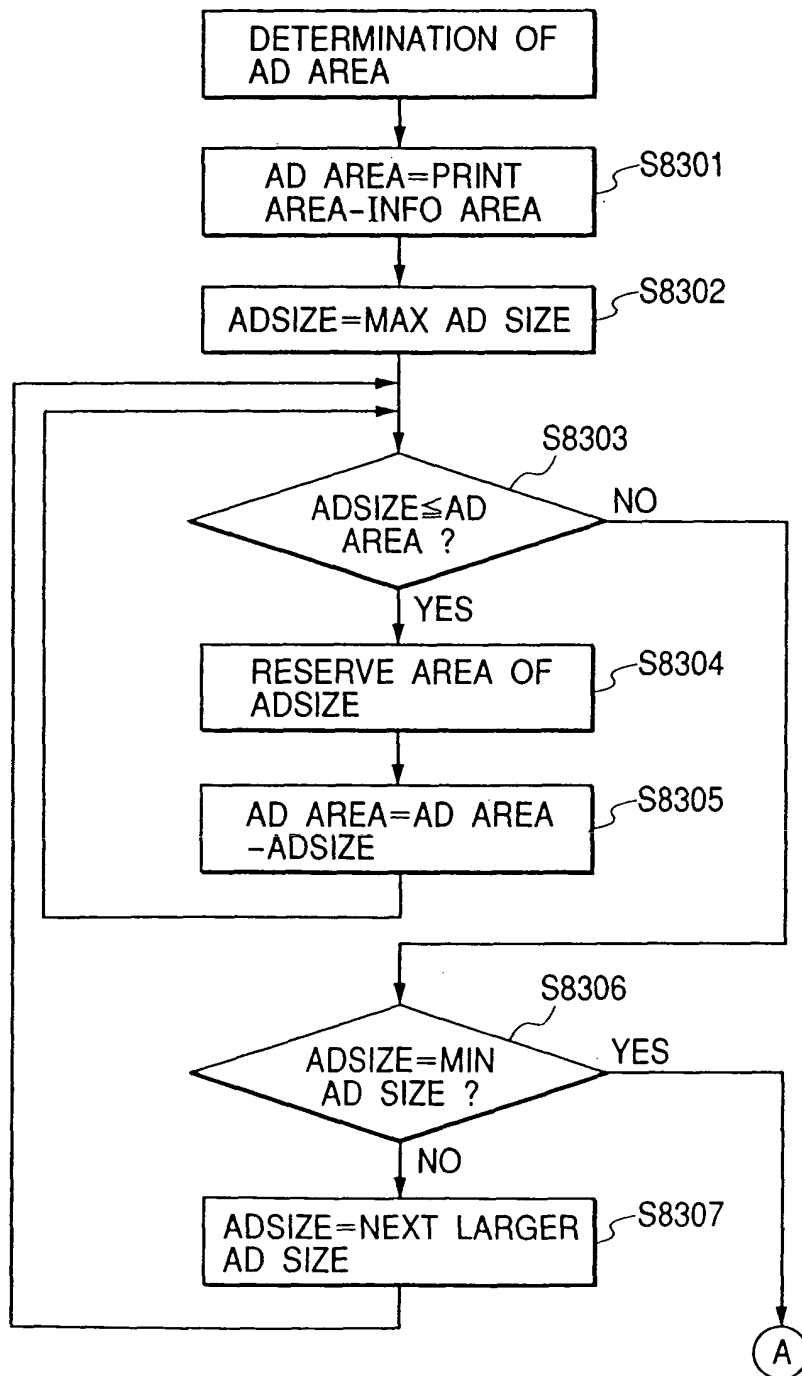 DETERMINATION OF
AD AREA
AD AREA=PRINT
AREA-INFO AREA
S8301
ADSIZE=MAX AD SIZE
S8302
S8303
ADSIZE≦AD
AREA ?
NO
YES
RESERVE AREA OF
ADSIZE
S8304
AD AREA=AD AREA
-ADSIZE
S8305
S8306
ADSIZE=MIN
AD SIZE ?
YES
NO
ADSIZE=NEXT LARGER
AD SIZE
S8307
A